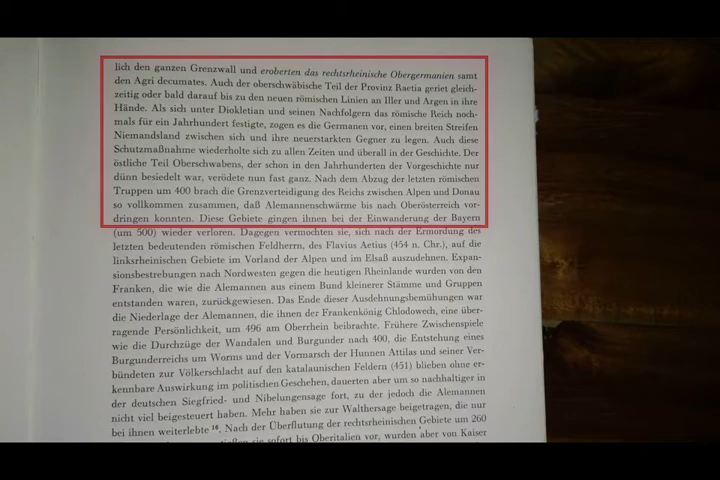 lich den ganzen Grenzwall und eroberten das rechtsrheinische Obergermanien samt
den Agri decumates. Auch der oberschwäbische Teil der Provinz Raetia geriet gleich-
zeitig oder bald darauf bis zu den neuen römischen Linien an Iller und Argen in ihre
Hände. Als sich unter Diokletian und seinen Nachfolgern das römische Reich noch-
mals für ein Jahrhundert festigte, zogen es die Germanen vor, einen breiten Streifen
Niemandsland zwischen sich und ihre neuerstarkten Gegner zu legen. Auch diese
Schutzmaßnahme wiederholte sich zu allen Zeiten und überall in der Geschichte. Der
östliche Teil Oberschwabens, der schon in den Jahrhunderten der Vorgeschichte nur
dünn besiedelt war, verödete nun fast ganz. Nach dem Abzug der letzten römischen
Truppen um 400 brach die Grenzverteidigung des Reichs zwischen Alpen und Donau
so vollkommen zusammen, daß Alemannenschwärme bis nach Oberösterreich vor-
dringen konnten. Diese Gebiete gingen ihnen bei der Einwanderung der Bayern
(um 500) wieder verloren. Dagegen vermochten sie, sich nach der Ermordung des
letzten bedeutenden römischen Feldherrn, des Flavius Aetius (454 n. Chr.), auf die
linksrheinischen Gebiete im Vorland der Alpen und im Elsaß auszudehnen. Expan-
sionsbestrebungen nach Nordwesten gegen die heutigen Rheinlande wurden von den
Franken, die wie die Alemannen aus einem Bund kleinerer Stämme und Gruppen
entstanden waren, zurückgewiesen. Das Ende dieser Ausdehnungsbemühungen war
die Niederlage der Alemannen, die ihnen der Frankenkönig Chlodowech, eine über-
ragende Persönlichkeit, um 496 am Oberrhein beibrachte. Frühere Zwischenspiele
wie die Durchzüge der Wandalen und Burgunder nach 400, die Entstehung eines
Burgunderreichs um Worms und der Vormarsch der Hunnen Attilas und seiner Ver-
bündeten zur Völkerschlacht auf den katalaunischen Feldern (451) blieben ohne er-
kennbare Auswirkung im politischen Geschehen, dauerten aber um so nachhaltiger in
der deutschen Siegfried- und Nibelungensage fort, zu der jedoch die Alemannen
nicht viel beigesteuert haben. Mehr haben sie zur Walthersage beigetragen, die nur
bei ihnen weiterlebte 16. Nach der Überflutung der rechtsrheinischen Gebiete um 260
sie sofort bis Oberitalien vor, wurden aber von Kaiser